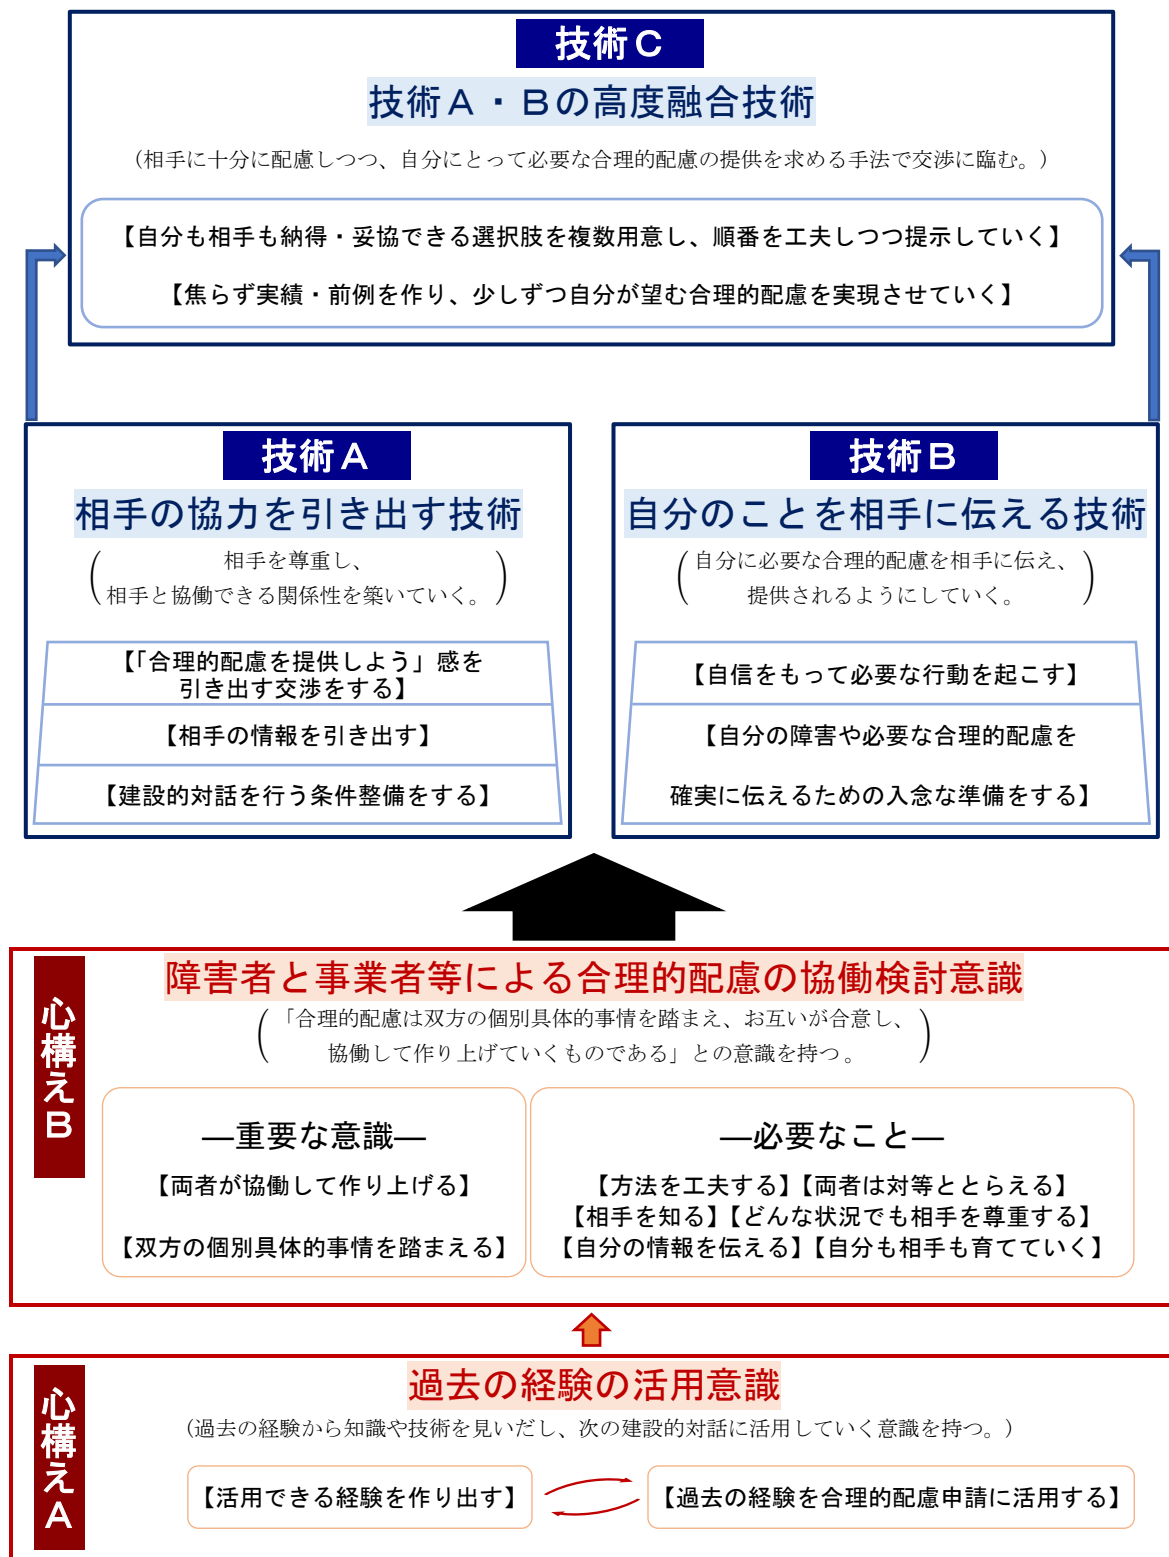 技術C
技術A・Bの高度融合技術
（相手に十分に配慮しつつ、自分にとって必要な合理的配慮の提供を求める手法で交渉に臨む。）
【自分も相手も納得・妥協できる選択肢を複数用意し、順番を工夫しつつ提示していく】
【焦らず実績・前例を作り、少しずつ自分が望む合理的配慮を実現させていく】
技術A
相手の協力を引き出す技術
（相手を尊重し、
相手と協働できる関係性を築いていく。）
【「合理的配慮を提供しよう」感を
引き出す交渉をする】
【相手の情報を引き出す】
【建設的対話を行う条件整備をする】
技術B
自分のことを相手に伝える技術
（自分に必要な合理的配慮を相手に伝え、
提供されるようにしていく。）
【自信をもって必要な行動を起こす】
【自分の障害や必要な合理的配慮を
確実に伝えるための入念な準備をする】
心構えB
障害者と事業者等による合理的配慮の協働検討意識
（「合理的配慮は双方の個別具体的事情を踏まえ、お互いが合意し、
協働して作り上げていくものである」との意識を持つ。）
―重要な意識―
【両者が協働して作り上げる】
【双方の個別具体的事情を踏まえる】
―必要なこと―
【方法を工夫する】【両者は対等ととらえる】
【相手を知る】【どんな状況でも相手を尊重する】
【自分の情報を伝える】【自分も相手も育てていく】
心構えA
過去の経験の活用意識
（過去の経験から知識や技術を見いだし、次の建設的対話に活用していく意識を持つ。）
【活用できる経験を作り出す】
【過去の経験を合理的配慮申請に活用する】